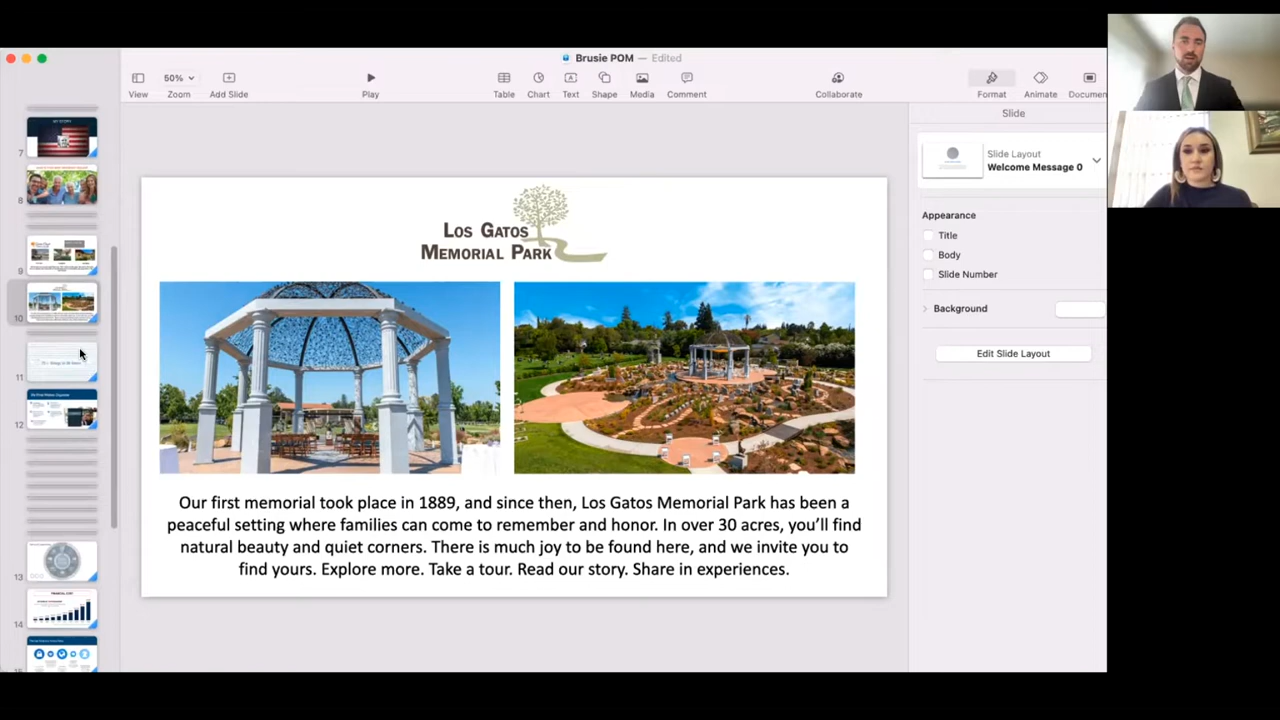 Brusie POM — Edited
50%
View
Zoom
Add Slide
Play
Table
Chart
Text
Shape
Media
Comment
Collaborate
Format
Animate
Documen
Slide
Slide Layout
Welcome Message 0
Appearance
Title
Body
Slide Number
Background
Edit Slide Layout
7
8
9
10
11
12
13
14
Los Gatos
Memorial Park
Our first memorial took place in 1889, and since then, Los Gatos Memorial Park has been a
peaceful setting where families can come to remember and honor. In over 30 acres, you’ll find
natural beauty and quiet corners. There is much joy to be found here, and we invite you to
find yours. Explore more. Take a tour. Read our story. Share in experiences.